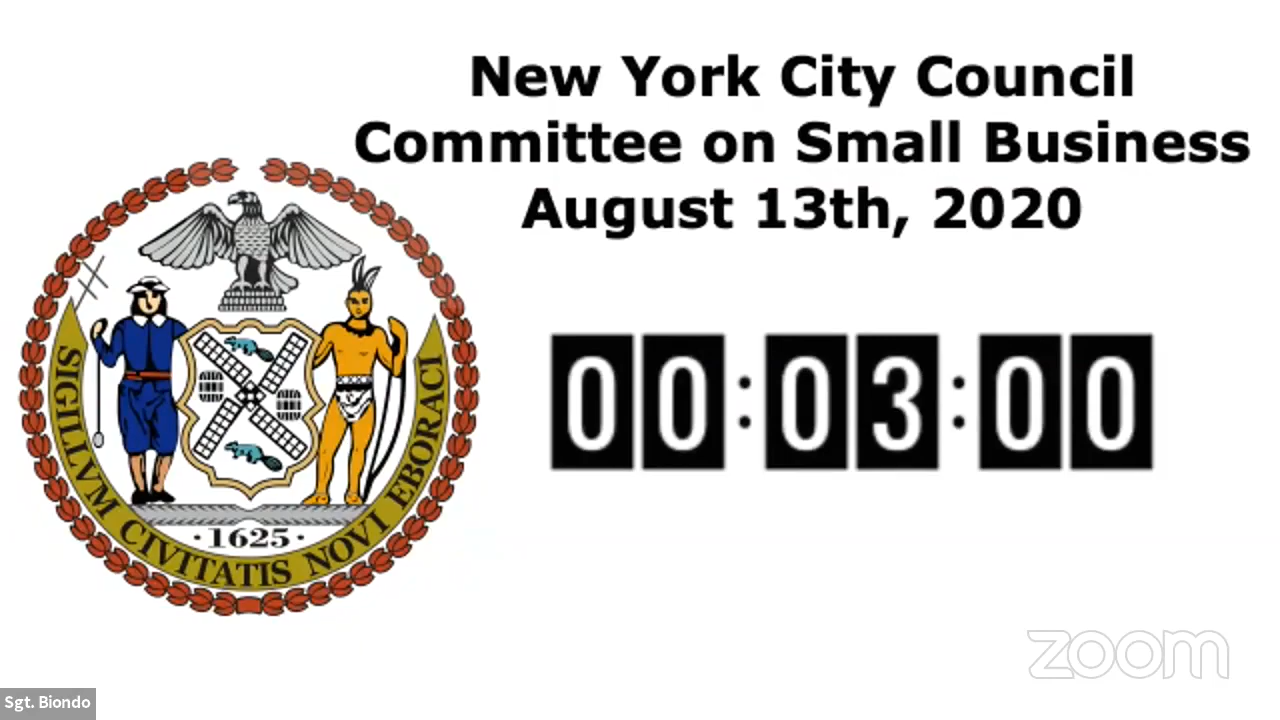 New York City Council
Committee on Small Business
August 13th, 2020
00:03:00
SIGILLVM CIVITATIS NOVI EBORACI
·1625·
zoom
Sgt. Biondo